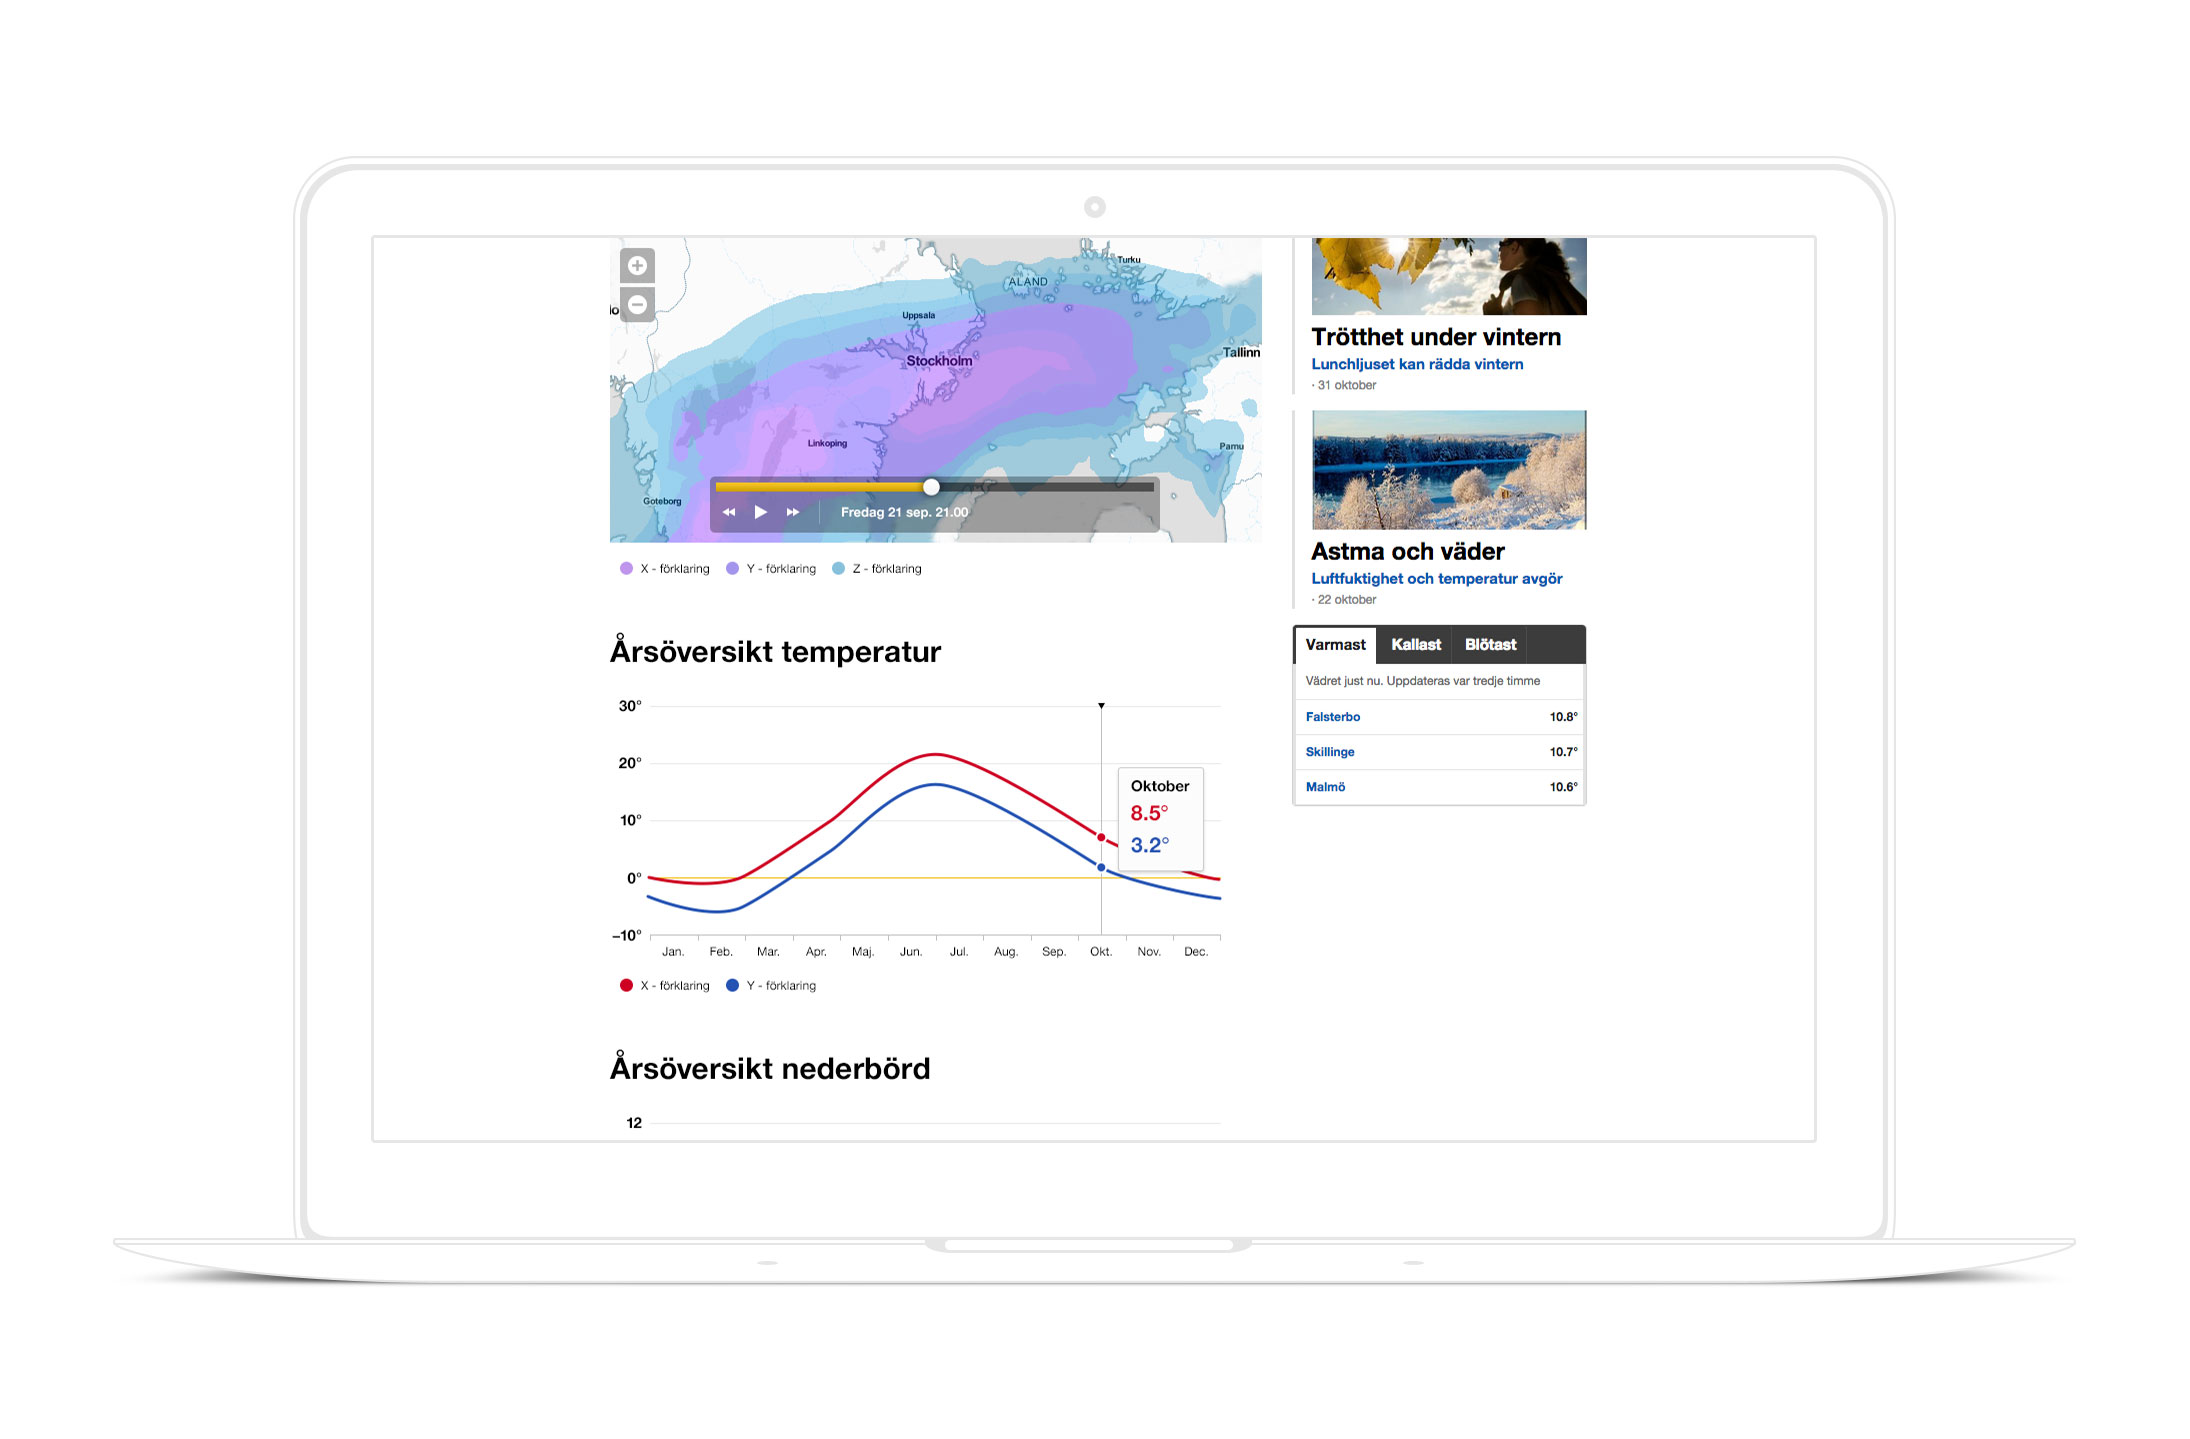 Turku
ÅLAND
Uppsala
Stockholm
Tallinn
Linkoping
Parnu
Goteborg
Fredag 21 sep. 21.00
X - förklaring Y - förklaring Z - förklaring
Årsöversikt temperatur
30°
20°
10°
0°
–10°
Oktober
8.5°
3.2°
Jan. Feb. Mar. Apr. Maj. Jun. Jul. Aug. Sep. Okt. Nov. Dec.
X - förklaring Y - förklaring
Årsöversikt nederbörd
12
Trötthet under vintern
Lunchljuset kan rädda vintern
· 31 oktober
Astma och väder
Luftfuktighet och temperatur avgör
· 22 oktober
Varmast Kallast Blötast
Vädret just nu. Uppdateras var tredje timme
Falsterbo 10.8°
Skillinge 10.7°
Malmö 10.6°